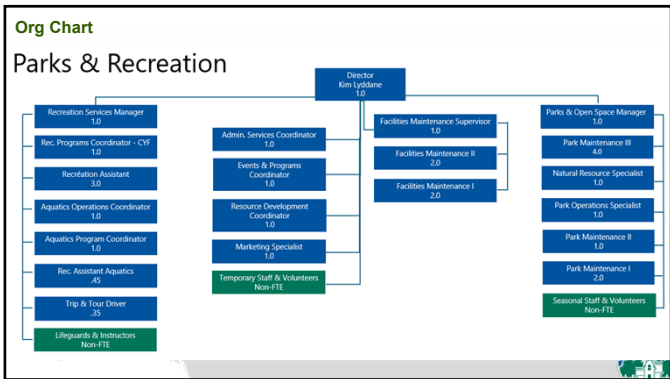 Org Chart
Parks & Recreation
Director
Kim Lyddane
1.0
Recreation Services Manager
1.0
Rec. Programs Coordinator - CYF
1.0
Recréation Assistant
3.0
Aquatics Operations Coordinator
1.0
Aquatics Program Coordinator
1.0
Rec. Assistant Aquatics
.45
Trip & Tour Driver
.35
Lifeguards & Instructors
Non-FTE
Admin. Services Coordinator
1.0
Events & Programs
Coordinator
1.0
Resource Development
Coordinator
1.0
Marketing Specialist
1.0
Temporary Staff & Volunteers
Non-FTE
Facilities Maintenance Supervisor
1.0
Facilities Maintenance II
2.0
Facilities Maintenance I
2.0
Parks & Open Space Manager
1.0
Park Maintenance III
4.0
Natural Resource Specialist
1.0
Park Operations Specialist
1.0
Park Maintenance II
1.0
Park Maintenance I
2.0
Seasonal Staff & Volunteers
Non-FTE